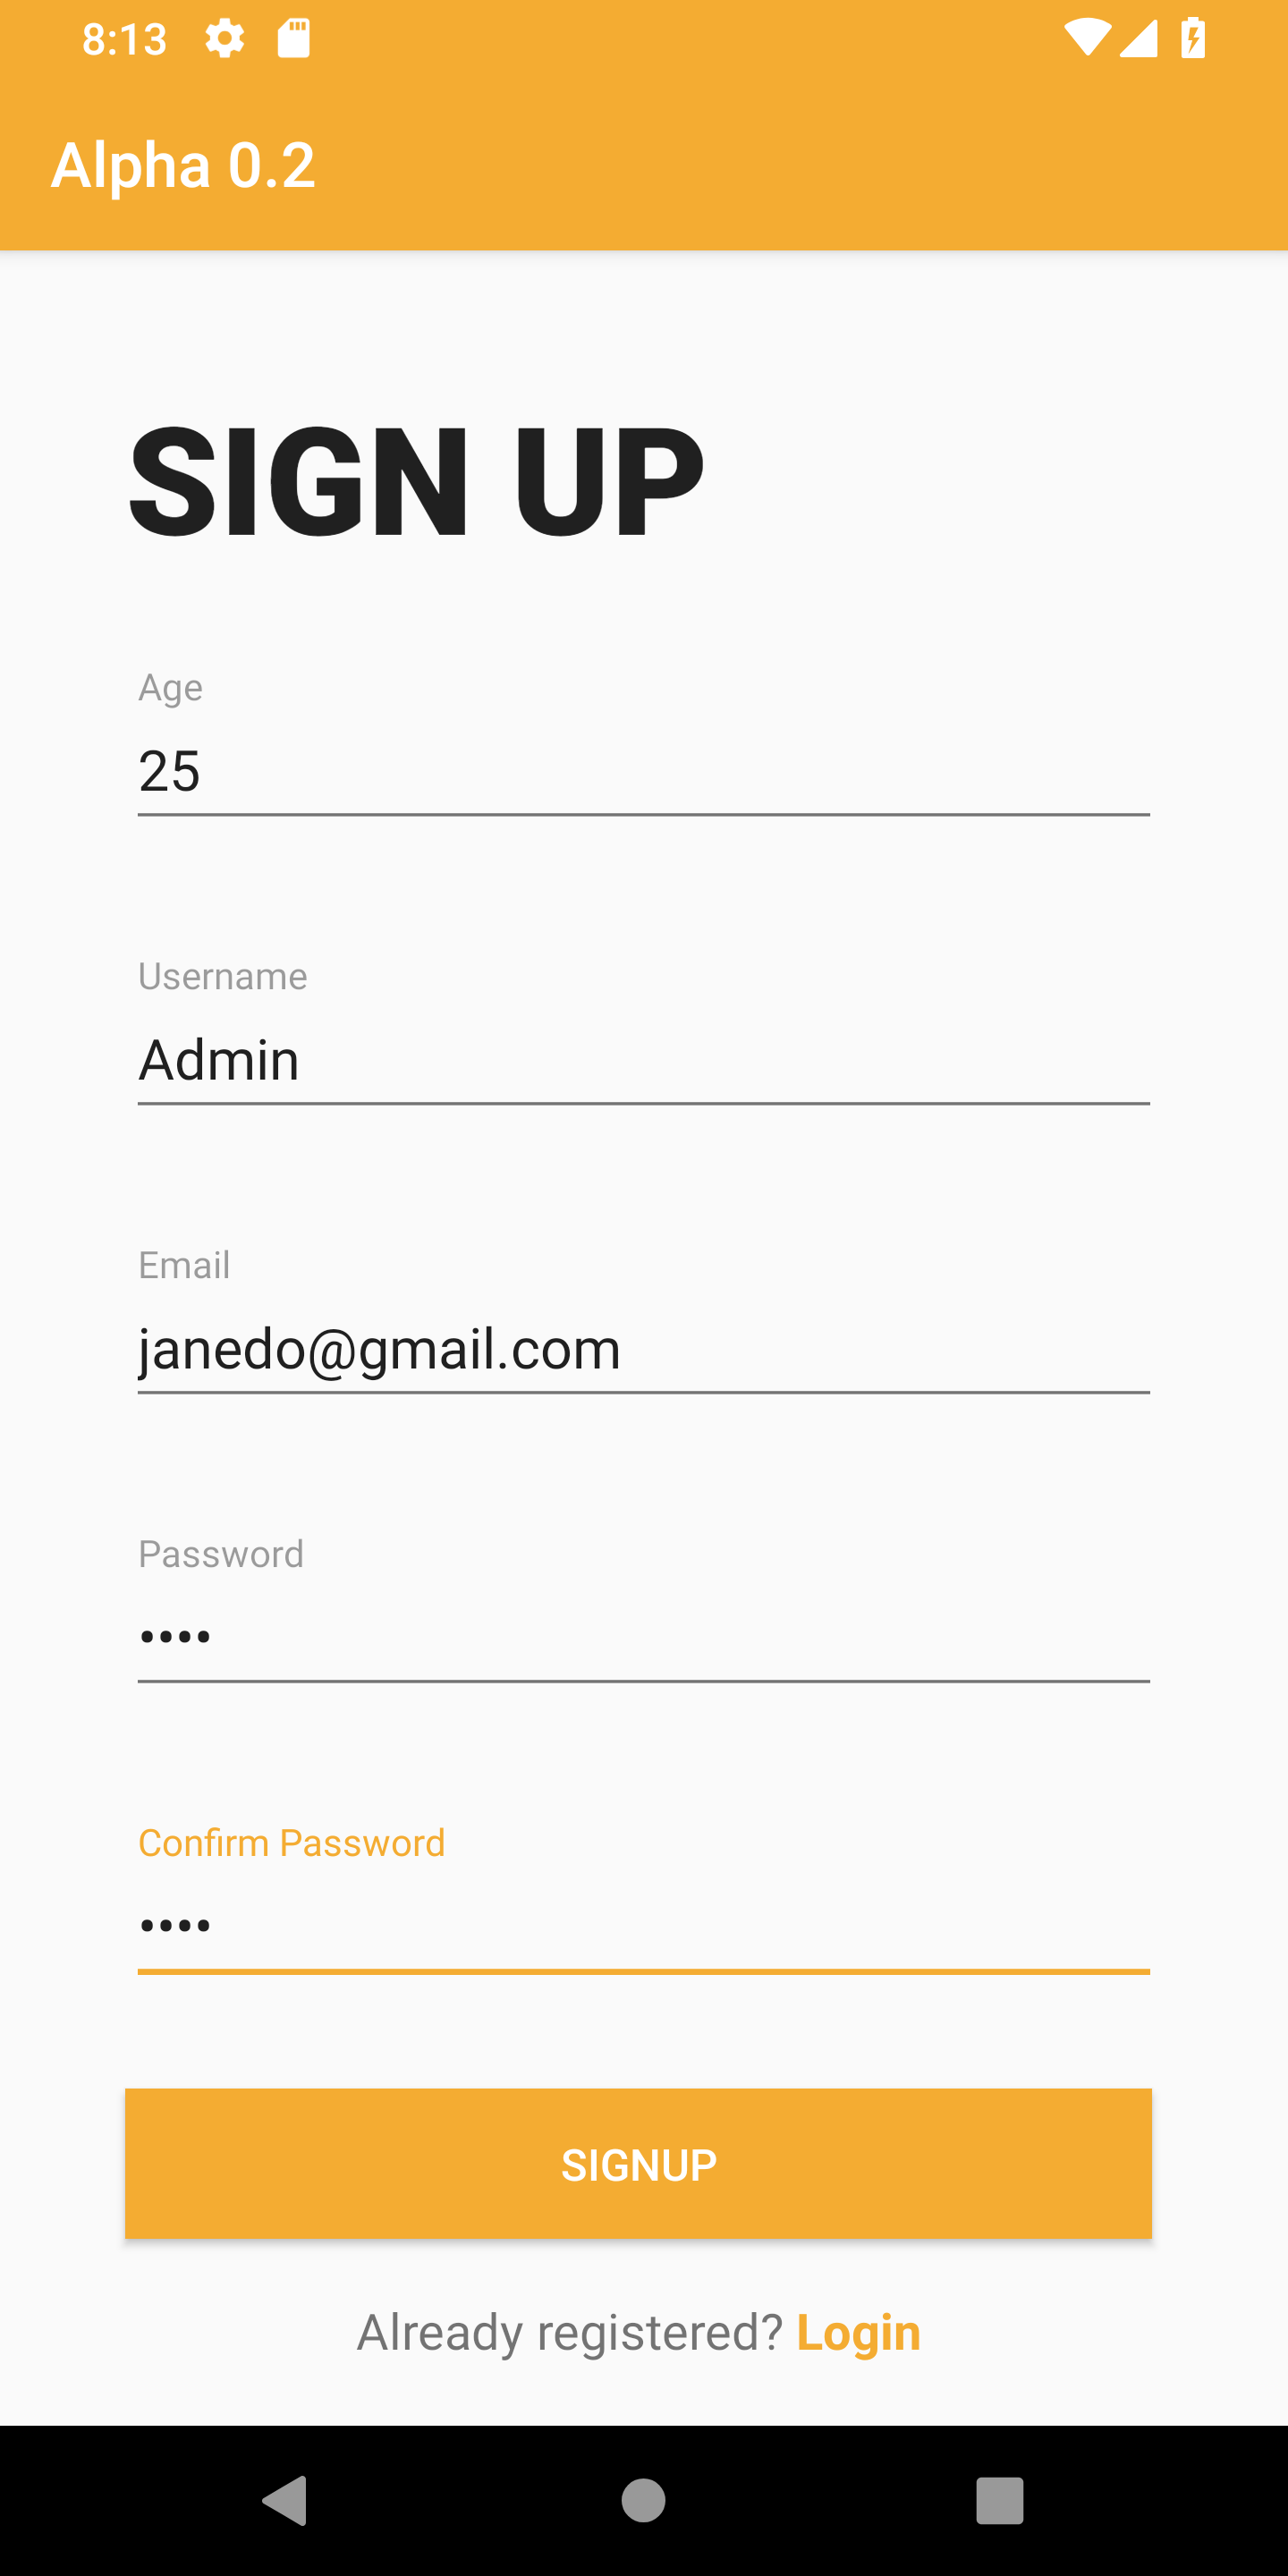 8:13
Alpha 0.2
SIGN UP
Age
25
Username
Admin
Email
janedo@gmail.com
Password
••••
Confirm Password
••••
SIGNUP
Already registered? Login